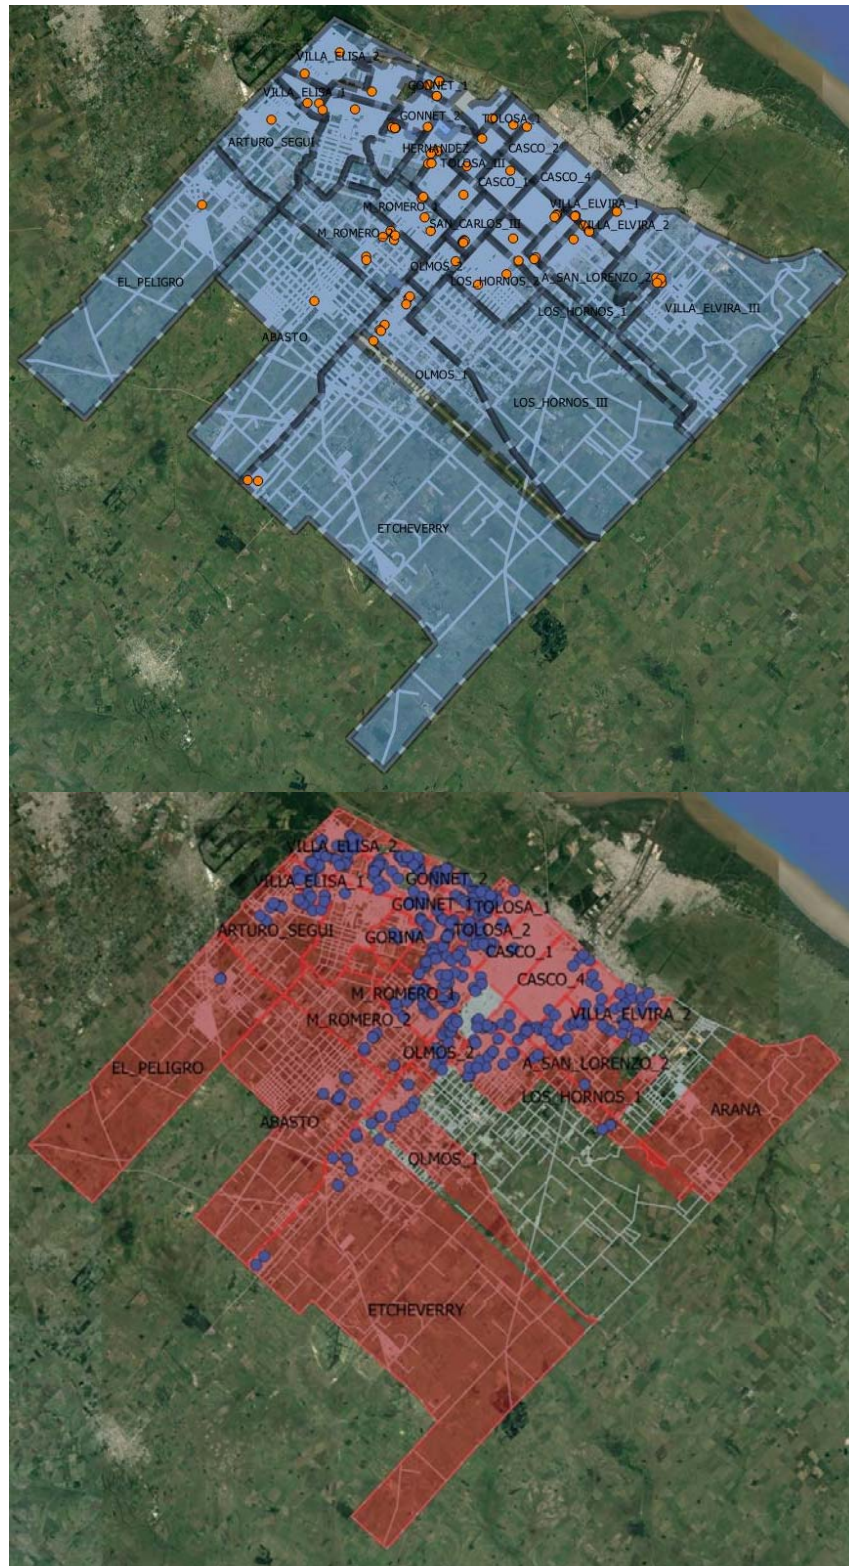 VILLA_ELISA_2
GONNET_1
VILLA_ELISA_1
GONNET_2
TOLOSA_1
ARTURO_SEGUI
HERNANDEZ
CASCO_2
TOLOSA_III
CASCO_4
CASCO_1
M_ROMERO_1
VILLA_ELVIRA_1
SAN_CARLOS_III
VILLA_ELVIRA_2
M_ROMERO
OLMOS_2
EL_PELIGRO
LOS_HORNOS_2
A_SAN_LORENZO_2
VILLA_ELVIRA_III
LOS_HORNOS_1
ABASTO
OLMOS_1
LOS_HORNOS_III
ETCHEVERRY
VILLA_ELISA_2
VILLA_ELISA_1
GONNET_2
GONNET_1
TOLOSA_1
ARTURO_SEGUI
GORINA
TOLOSA_2
CASCO_1
CASCO_4
M_ROMERO_1
VILLA_ELVIRA_2
M_ROMERO_2
OLMOS_2
EL_PELIGRO
A_SAN_LORENZO_2
LOS_HORNOS_1
ARANA
ABASTO
OLMOS_1
ETCHEVERRY